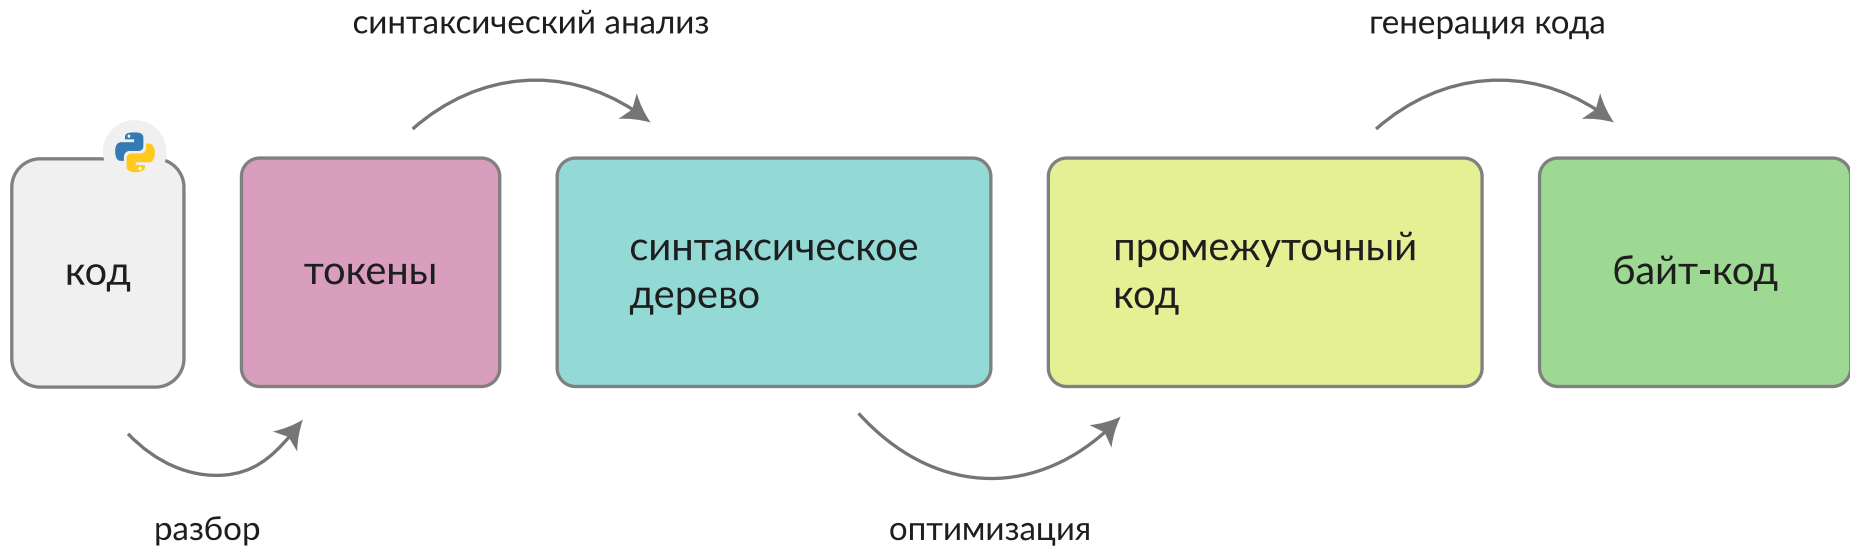 синтаксический анализ
генерация кода
код
токены
синтаксическое
дерево
промежуточный
код
байт-код
разбор
оптимизация